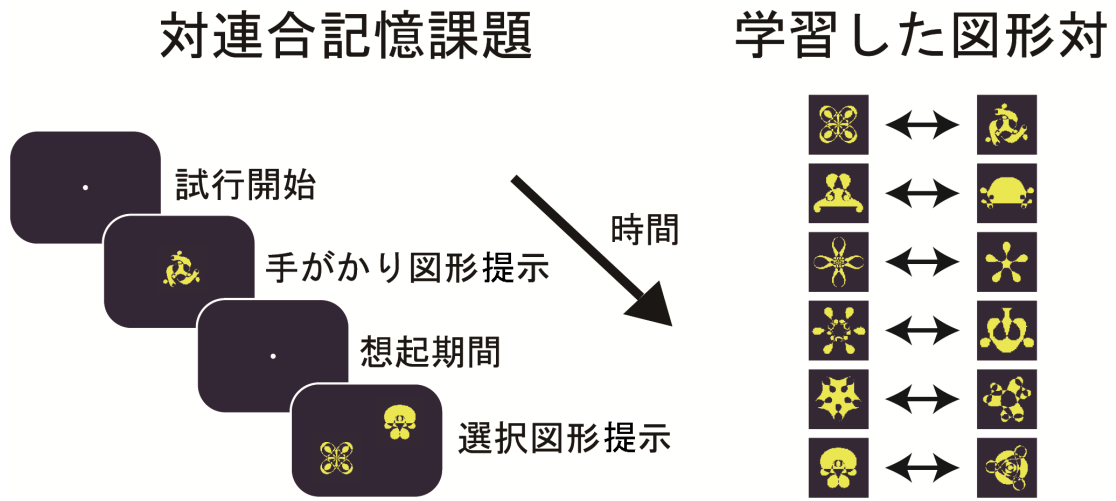 対連合記憶課題
学習した図形対
試行開始
手がかり図形提示
想起期間
選択図形提示
時間